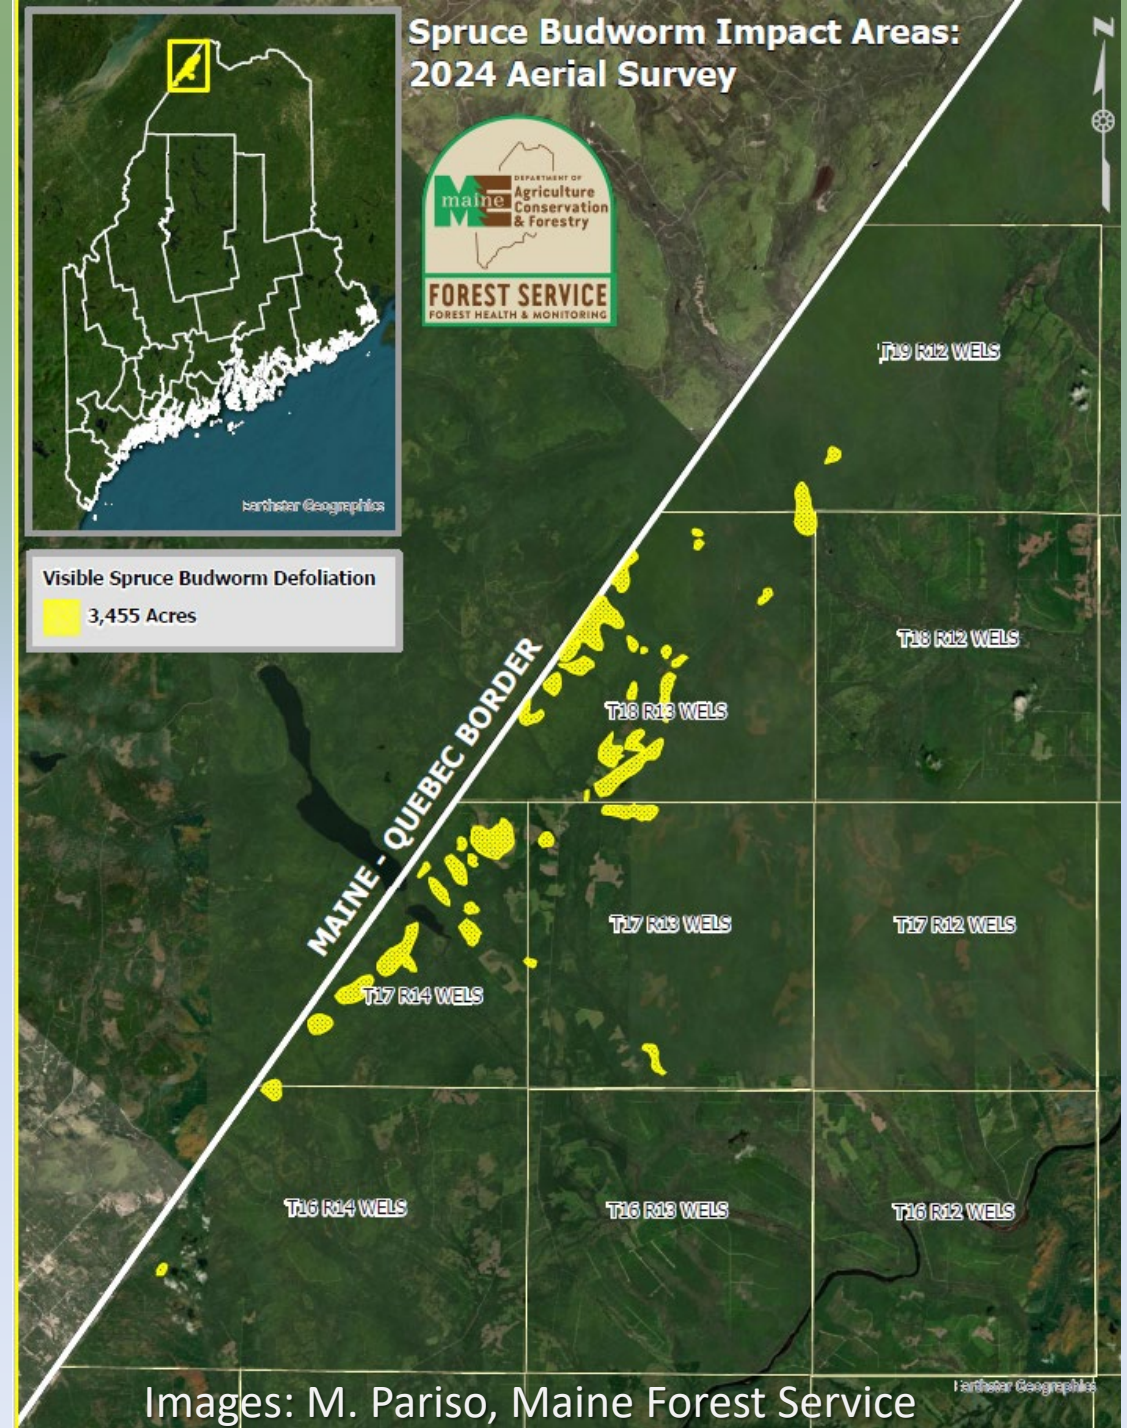 Spruce Budworm Impact Areas:
2024 Aerial Survey
N
DEPARTMENT OF
maine
Agriculture
Conservation
& Forestry
FOREST SERVICE
FOREST HEALTH & MONITORING
Earthstar Geographics
Visible Spruce Budworm Defoliation
3,455 Acres
MAINE - QUEBEC BORDER
T19 R12 WELS
T18 R12 WELS
T18 R13 WELS
T17 R13 WELS
T17 R12 WELS
T17 R14 WELS
T16 R14 WELS
T16 R13 WELS
T16 R12 WELS
Earthstar Geographics
Images: M. Pariso, Maine Forest Service